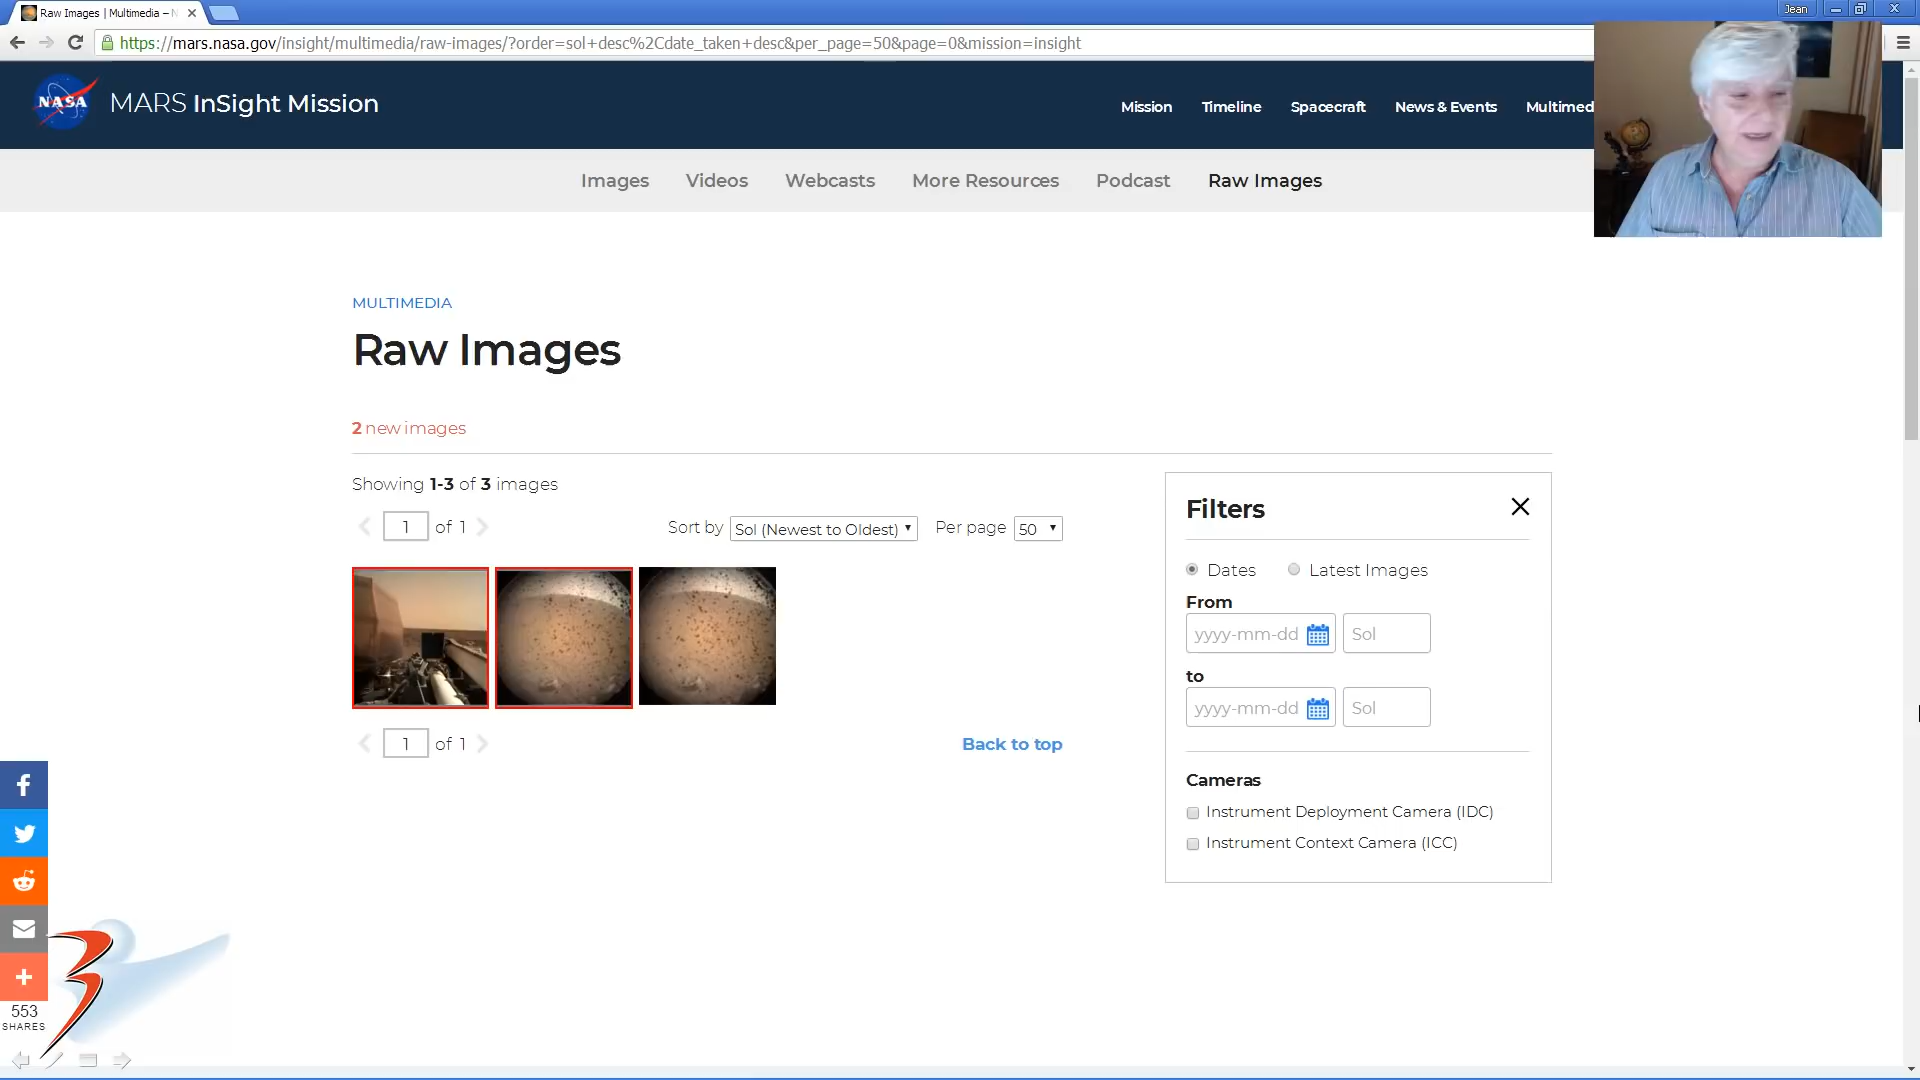 Raw Images | Multimedia –
Jean
https://mars.nasa.gov/insight/multimedia/raw-images/?order=sol+desc%2Cdate_taken+desc&per_page=50&page=0&mission=insight
NASA
MARS InSight Mission
Mission
Timeline
Spacecraft
News & Events
Multimed
Images
Videos
Webcasts
More Resources
Podcast
Raw Images
MULTIMEDIA
Raw Images
2 new images
Showing 1-3 of 3 images
1 of 1
Sort by Sol (Newest to Oldest)
Per page 50
1 of 1
Back to top
Filters
Dates
Latest Images
From
yyyy-mm-dd
Sol
to
yyyy-mm-dd
Sol
Cameras
Instrument Deployment Camera (IDC)
Instrument Context Camera (ICC)
553
SHARES